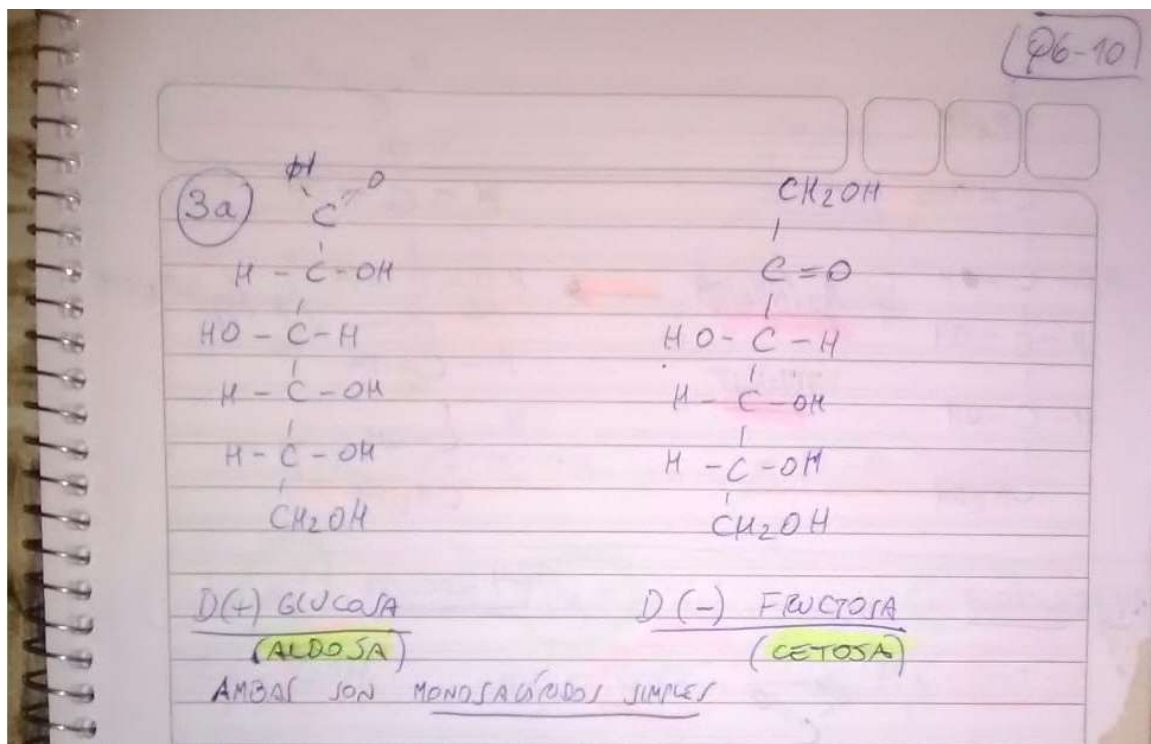 Q6-10
3a
H O
C
H - C - OH
HO - C - H
H - C - OH
H - C - OH
CH2OH
D(+) GLUCOSA
(ALDOSA)
CH2OH
C = O
HO - C - H
H - C - OH
H - C - OH
CH2OH
D (-) FRUCTOSA
(CETOSA)
AMBAS SON MONOSACÁRIDOS SIMPLES